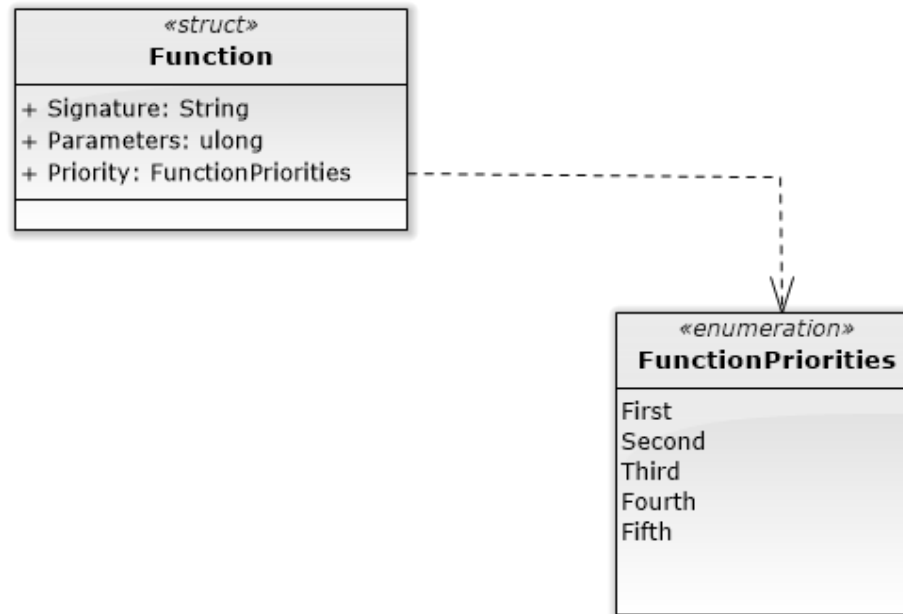 «struct»
Function
+ Signature: String
+ Parameters: ulong
+ Priority: FunctionPriorities
«enumeration»
FunctionPriorities
First
Second
Third
Fourth
Fifth